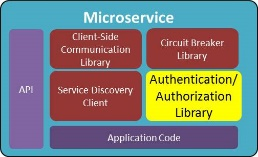 Microservice
API
Client-Side
Communication
Library
Circuit Breaker
Library
Service Discovery
Client
Authentication/
Authorization
Library
Application Code